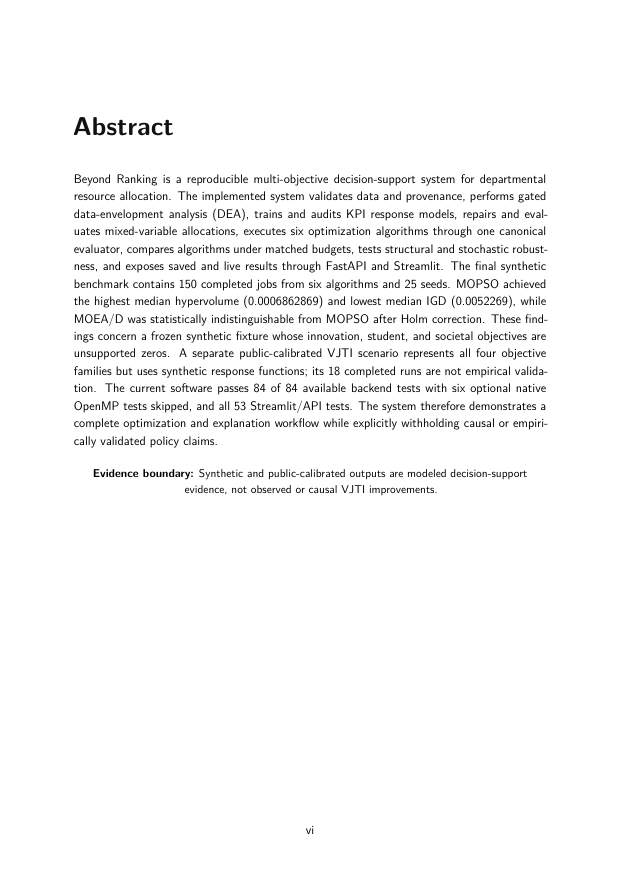 Abstract
Beyond Ranking is a reproducible multi-objective decision-support system for departmental
resource allocation. The implemented system validates data and provenance, performs gated
data-envelopment analysis (DEA), trains and audits KPI response models, repairs and eval-
uates mixed-variable allocations, executes six optimization algorithms through one canonical
evaluator, compares algorithms under matched budgets, tests structural and stochastic robust-
ness, and exposes saved and live results through FastAPI and Streamlit. The final synthetic
benchmark contains 150 completed jobs from six algorithms and 25 seeds. MOPSO achieved
the highest median hypervolume (0.0006862869) and lowest median IGD (0.0052269), while
MOEA/D was statistically indistinguishable from MOPSO after Holm correction. These find-
ings concern a frozen synthetic fixture whose innovation, student, and societal objectives are
unsupported zeros. A separate public-calibrated VJTI scenario represents all four objective
families but uses synthetic response functions; its 18 completed runs are not empirical valida-
tion. The current software passes 84 of 84 available backend tests with six optional native
OpenMP tests skipped, and all 53 Streamlit/API tests. The system therefore demonstrates a
complete optimization and explanation workflow while explicitly withholding causal or empiri-
cally validated policy claims.
Evidence boundary: Synthetic and public-calibrated outputs are modeled decision-support
evidence, not observed or causal VJTI improvements.
vi